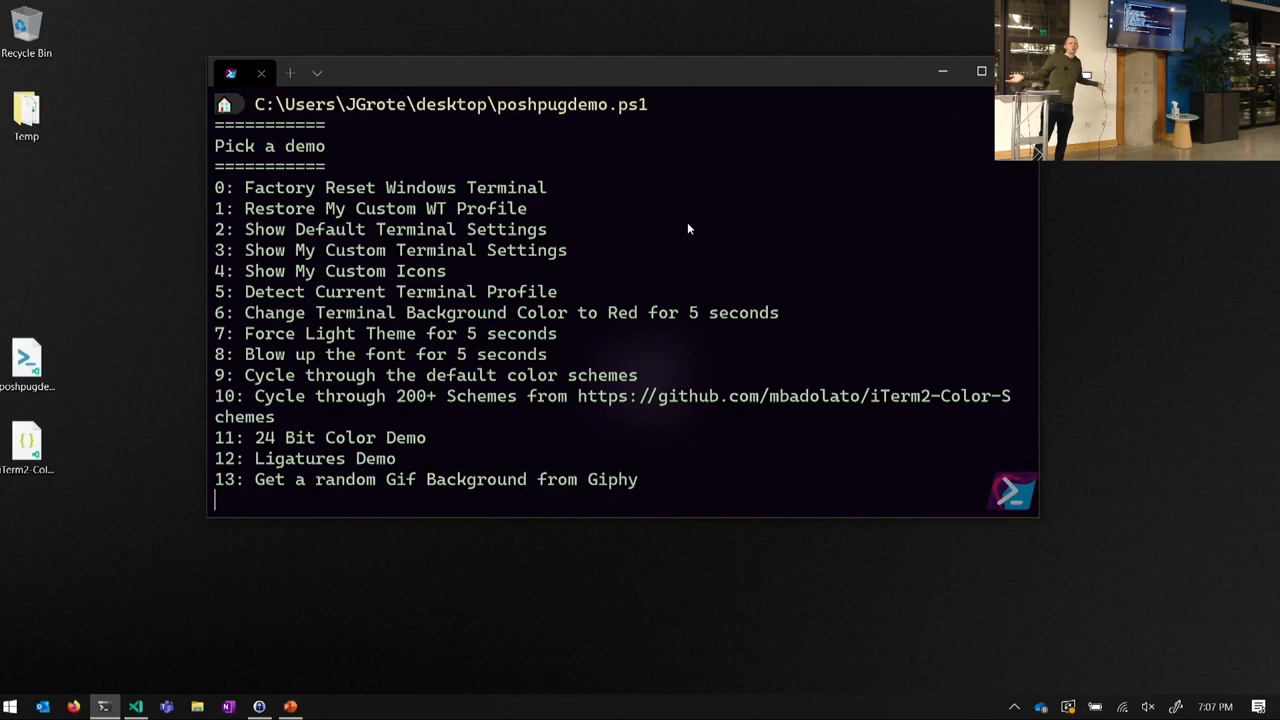 Recycle Bin
Temp
poshpugde...
iTerm2-Col...
C:\Users\JGrote\desktop\poshpugdemo.ps1
===========
Pick a demo
===========
0: Factory Reset Windows Terminal
1: Restore My Custom WT Profile
2: Show Default Terminal Settings
3: Show My Custom Terminal Settings
4: Show My Custom Icons
5: Detect Current Terminal Profile
6: Change Terminal Background Color to Red for 5 seconds
7: Force Light Theme for 5 seconds
8: Blow up the font for 5 seconds
9: Cycle through the default color schemes
10: Cycle through 200+ Schemes from https://github.com/mbadolato/iTerm2-Color-S
chemes
11: 24 Bit Color Demo
12: Ligatures Demo
13: Get a random Gif Background from Giphy
7:07 PM